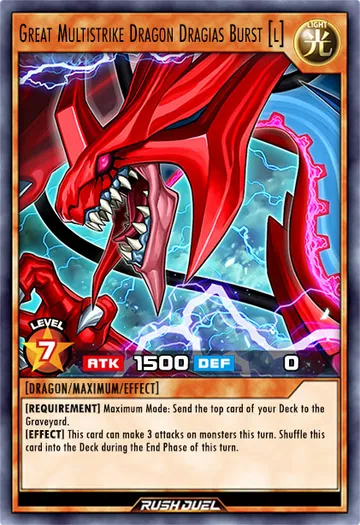 Great Multistrike Dragon Dragias Burst [L]
LIGHT
光
LEVEL
7
ATK 1500 DEF 0
[DRAGON/MAXIMUM/EFFECT]
[REQUIREMENT] Maximum Mode: Send the top card of your Deck to the
Graveyard.
[EFFECT] This card can make 3 attacks on monsters this turn. Shuffle this
card into the Deck during the End Phase of this turn.
RUSH DUEL